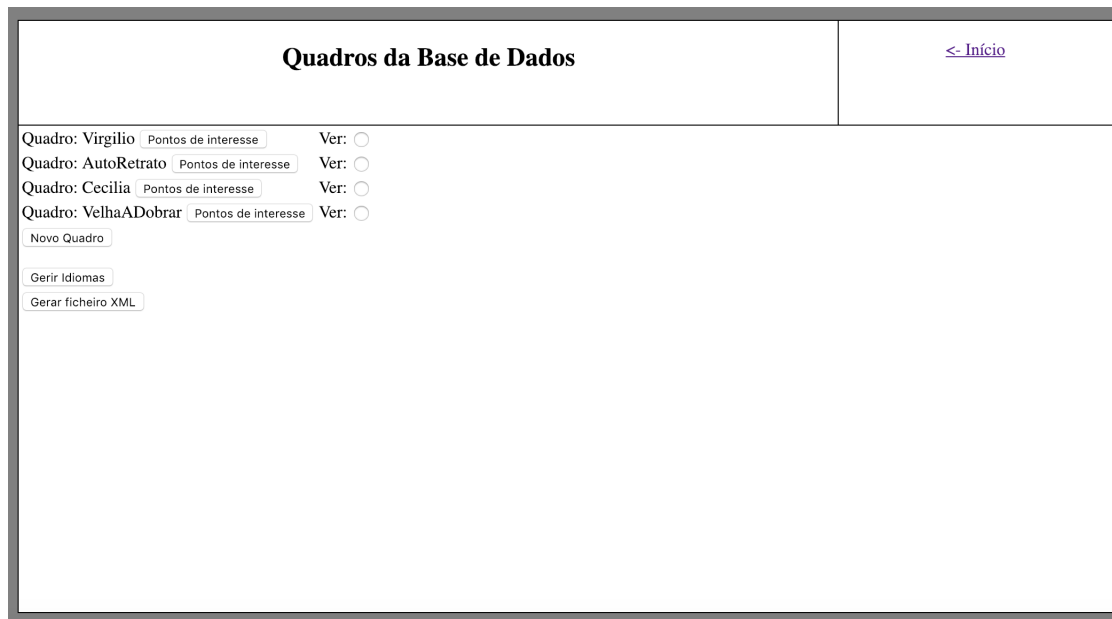 Quadros da Base de Dados
<- Início
Quadro: Virgilio Pontos de interesse Ver:
Quadro: AutoRetrato Pontos de interesse Ver:
Quadro: Cecilia Pontos de interesse Ver:
Quadro: VelhaADobrar Pontos de interesse Ver:
Novo Quadro
Gerir Idiomas
Gerar ficheiro XML